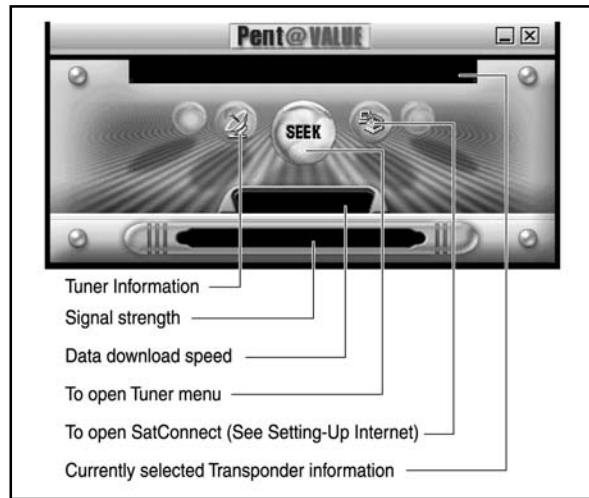 Pent@VALUE
SEEK
Tuner Information
Signal strength
Data download speed
To open Tuner menu
To open SatConnect (See Setting-Up Internet)
Currently selected Transponder information